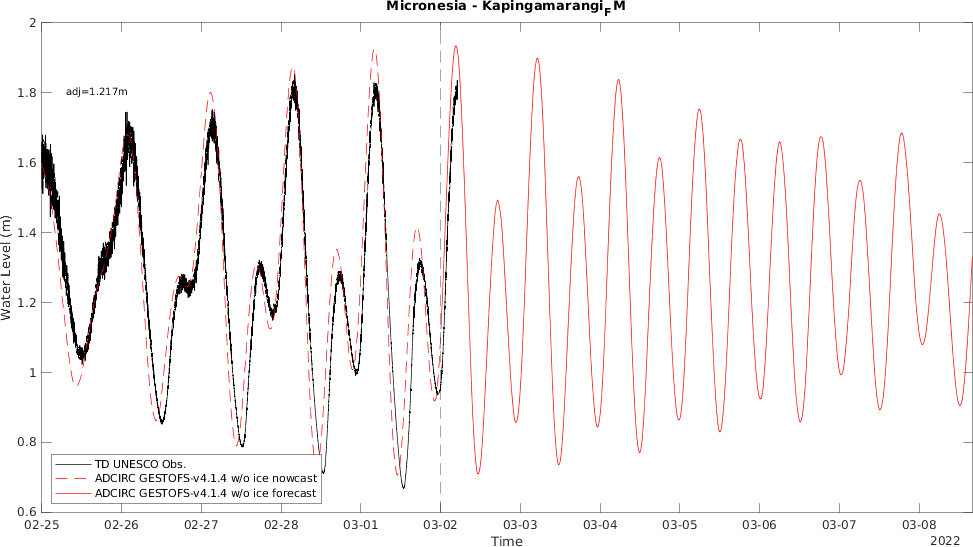 Micronesia - KapingamarangiFM
2
1.8
1.6
1.4
1.2
1
0.8
0.6
Water Level (m)
adj=1.217m
TD UNESCO Obs.
ADCIRC GESTOFS-v4.1.4 w/o ice nowcast
ADCIRC GESTOFS-v4.1.4 w/o ice forecast
02-25 02-26 02-27 02-28 03-01 03-02 03-03 03-04 03-05 03-06 03-07 03-08
Time
2022